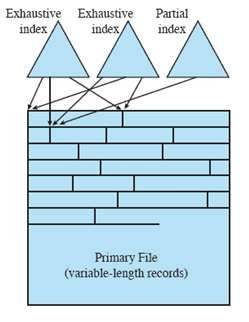 Exhaustive Exhaustive Partial
index index index
Primary File
(variable-length records)